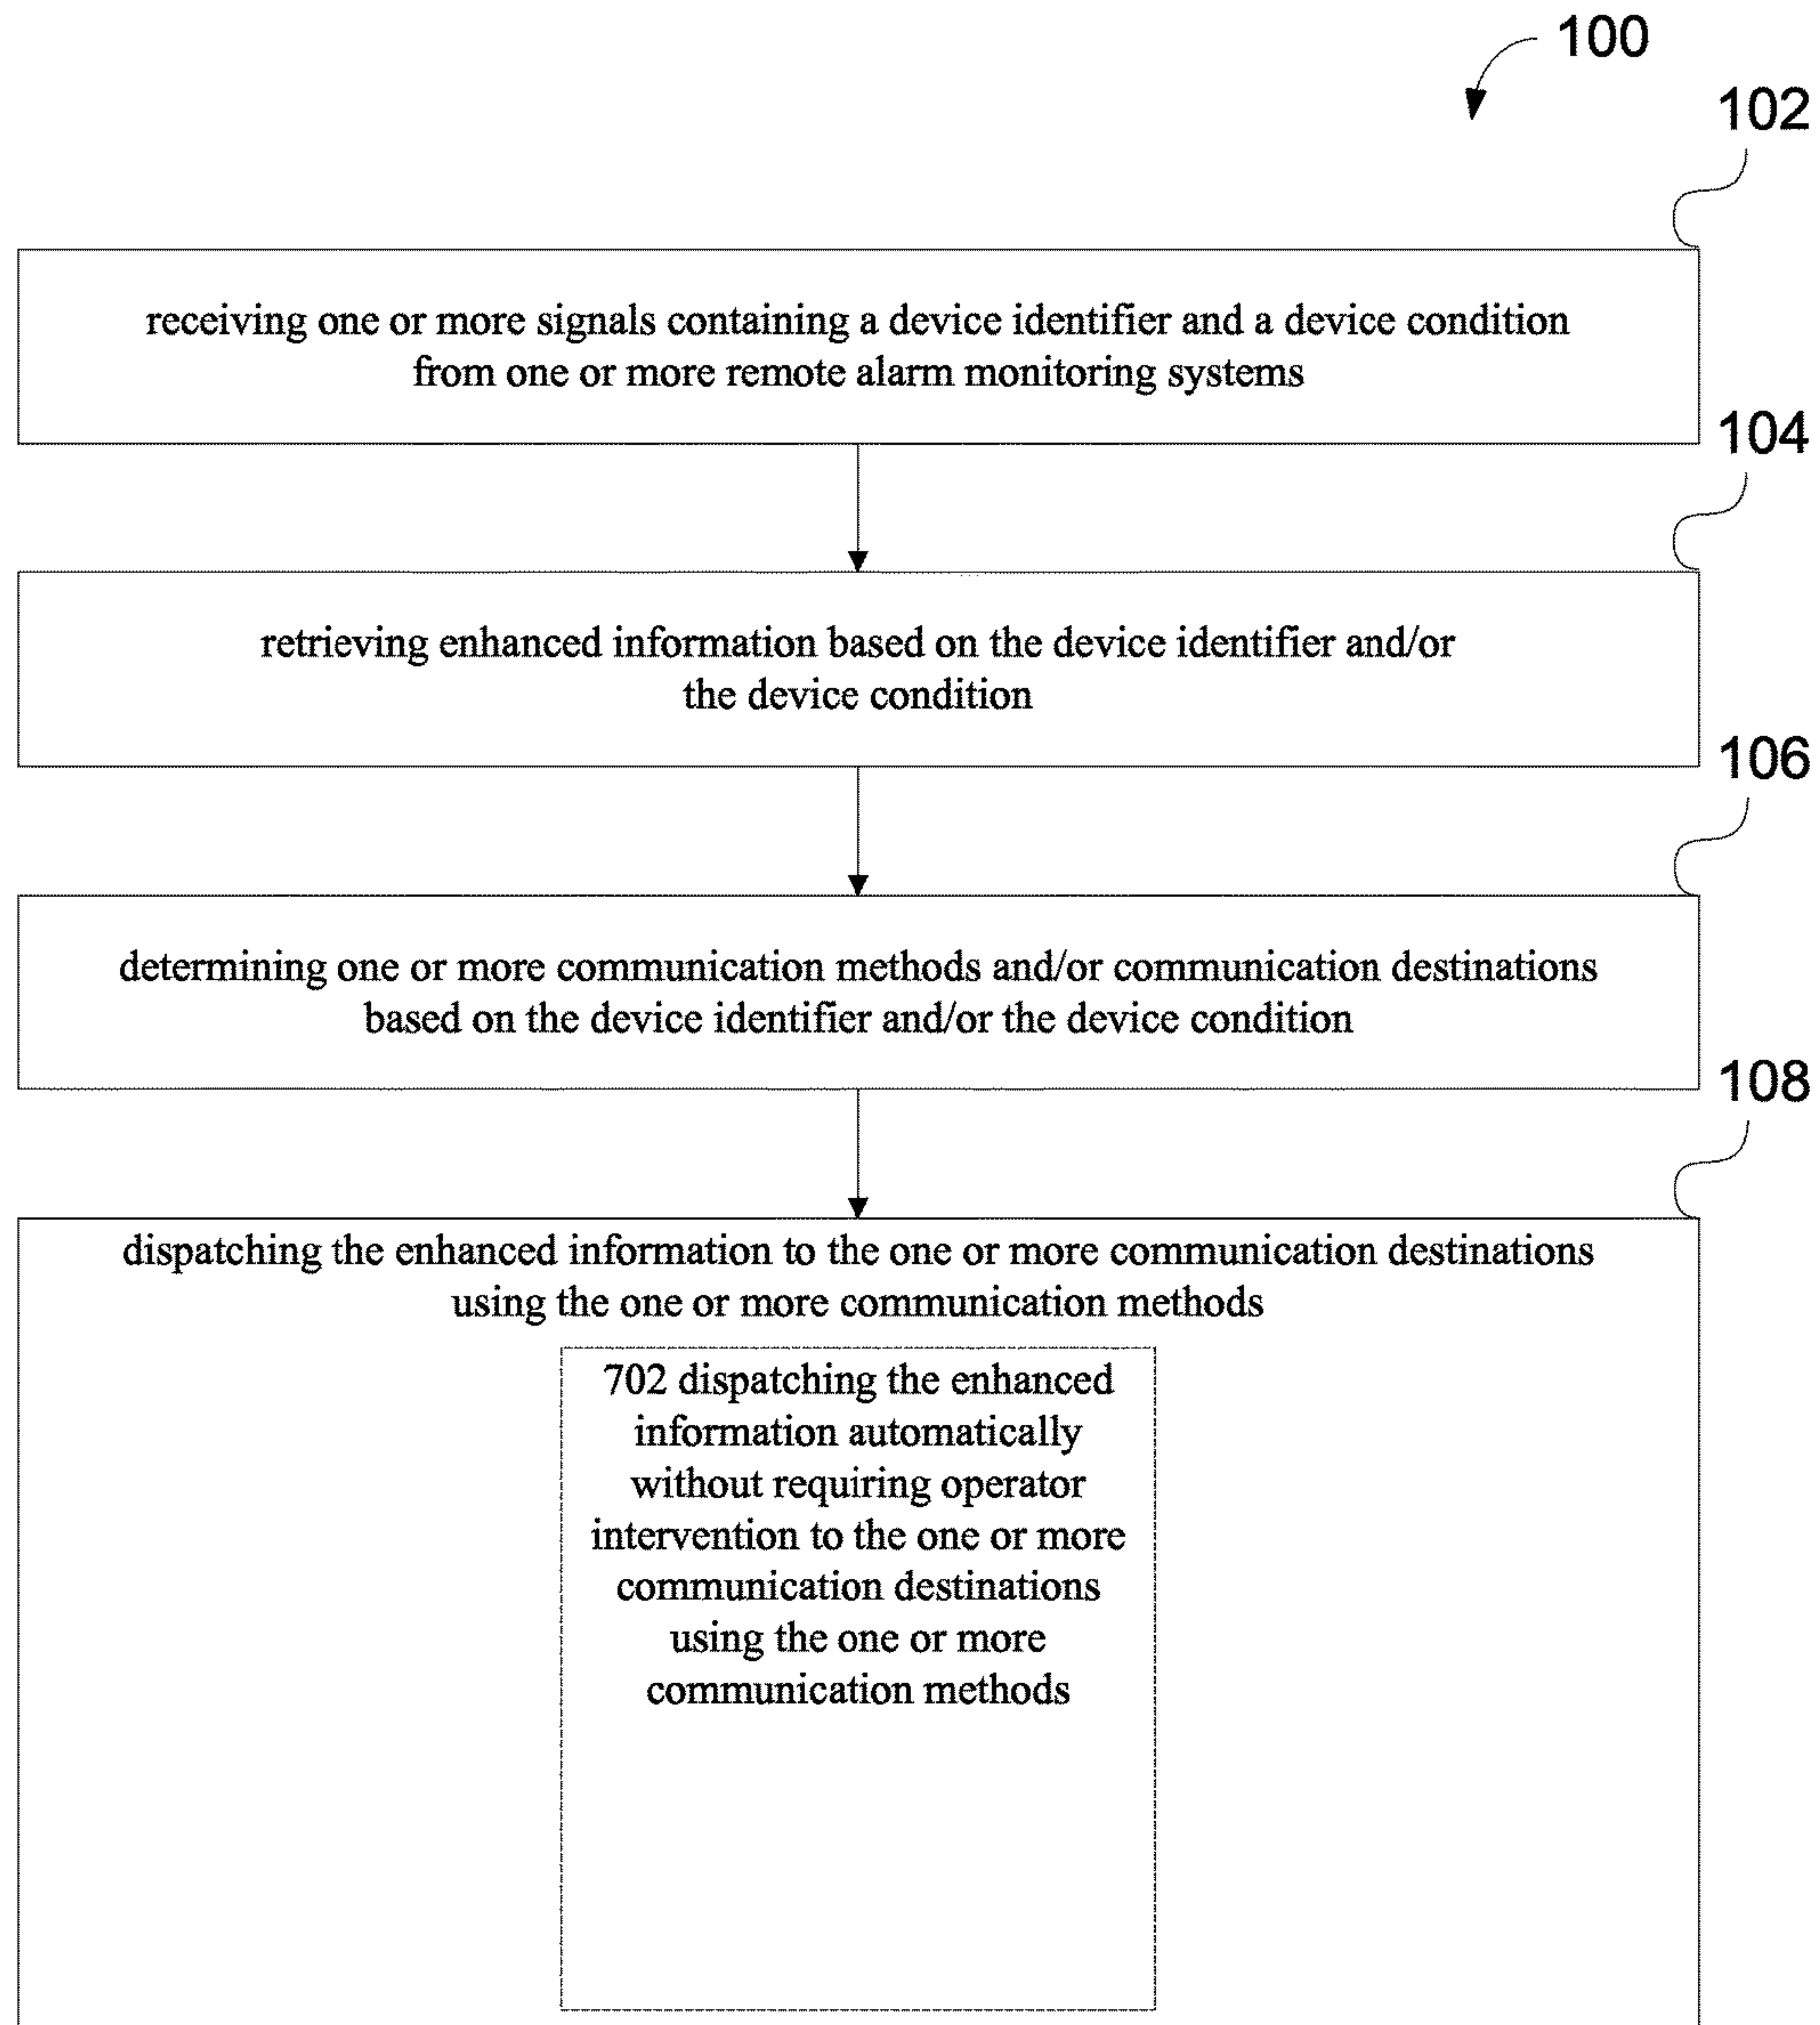 100
102
receiving one or more signals containing a device identifier and a device condition
from one or more remote alarm monitoring systems
104
retrieving enhanced information based on the device identifier and/or
the device condition
106
determining one or more communication methods and/or communication destinations
based on the device identifier and/or the device condition
108
dispatching the enhanced information to the one or more communication destinations
using the one or more communication methods
702 dispatching the enhanced
information automatically
without requiring operator
intervention to the one or more
communication destinations
using the one or more
communication methods